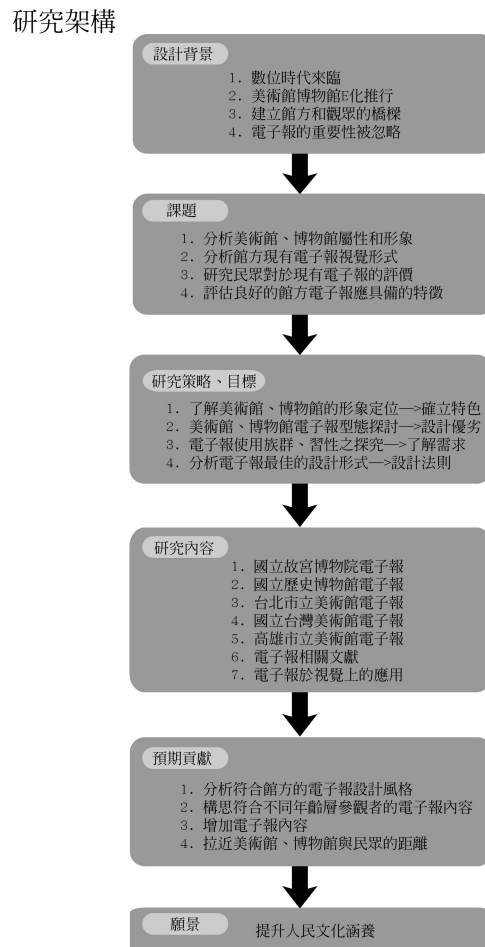 研究架構
設計背景
1. 數位時代來臨
2. 美術館博物館E化推行
3. 建立館方和觀眾的橋樑
4. 電子報的重要性被忽略
課題
1. 分析美術館、博物館屬性和形象
2. 分析館方現有電子報視覺形式
3. 研究民眾對於現有電子報的評價
4. 評估良好的館方電子報應具備的特徵
研究策略、目標
1. 了解美術館、博物館的形象定位—>確立特色
2. 美術館、博物館電子報型態探討—>設計優劣
3. 電子報使用族群、習性之探究—>了解需求
4. 分析電子報最佳的設計形式—>設計法則
研究內容
1. 國立故宮博物院電子報
2. 國立歷史博物館電子報
3. 台北市立美術館電子報
4. 國立台灣美術館電子報
5. 高雄市立美術館電子報
6. 電子報相關文獻
7. 電子報於視覺上的應用
預期貢獻
1. 分析符合館方的電子報設計風格
2. 構思符合不同年齡層參觀者的電子報內容
3. 增加電子報內容
4. 拉近美術館、博物館與民眾的距離
願景 提升人民文化涵養